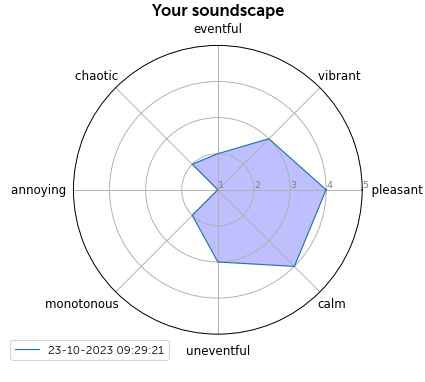 Your soundscape
eventful
chaotic
vibrant
annoying
1 2 3 4 5
pleasant
monotonous
calm
uneventful
23-10-2023 09:29:21